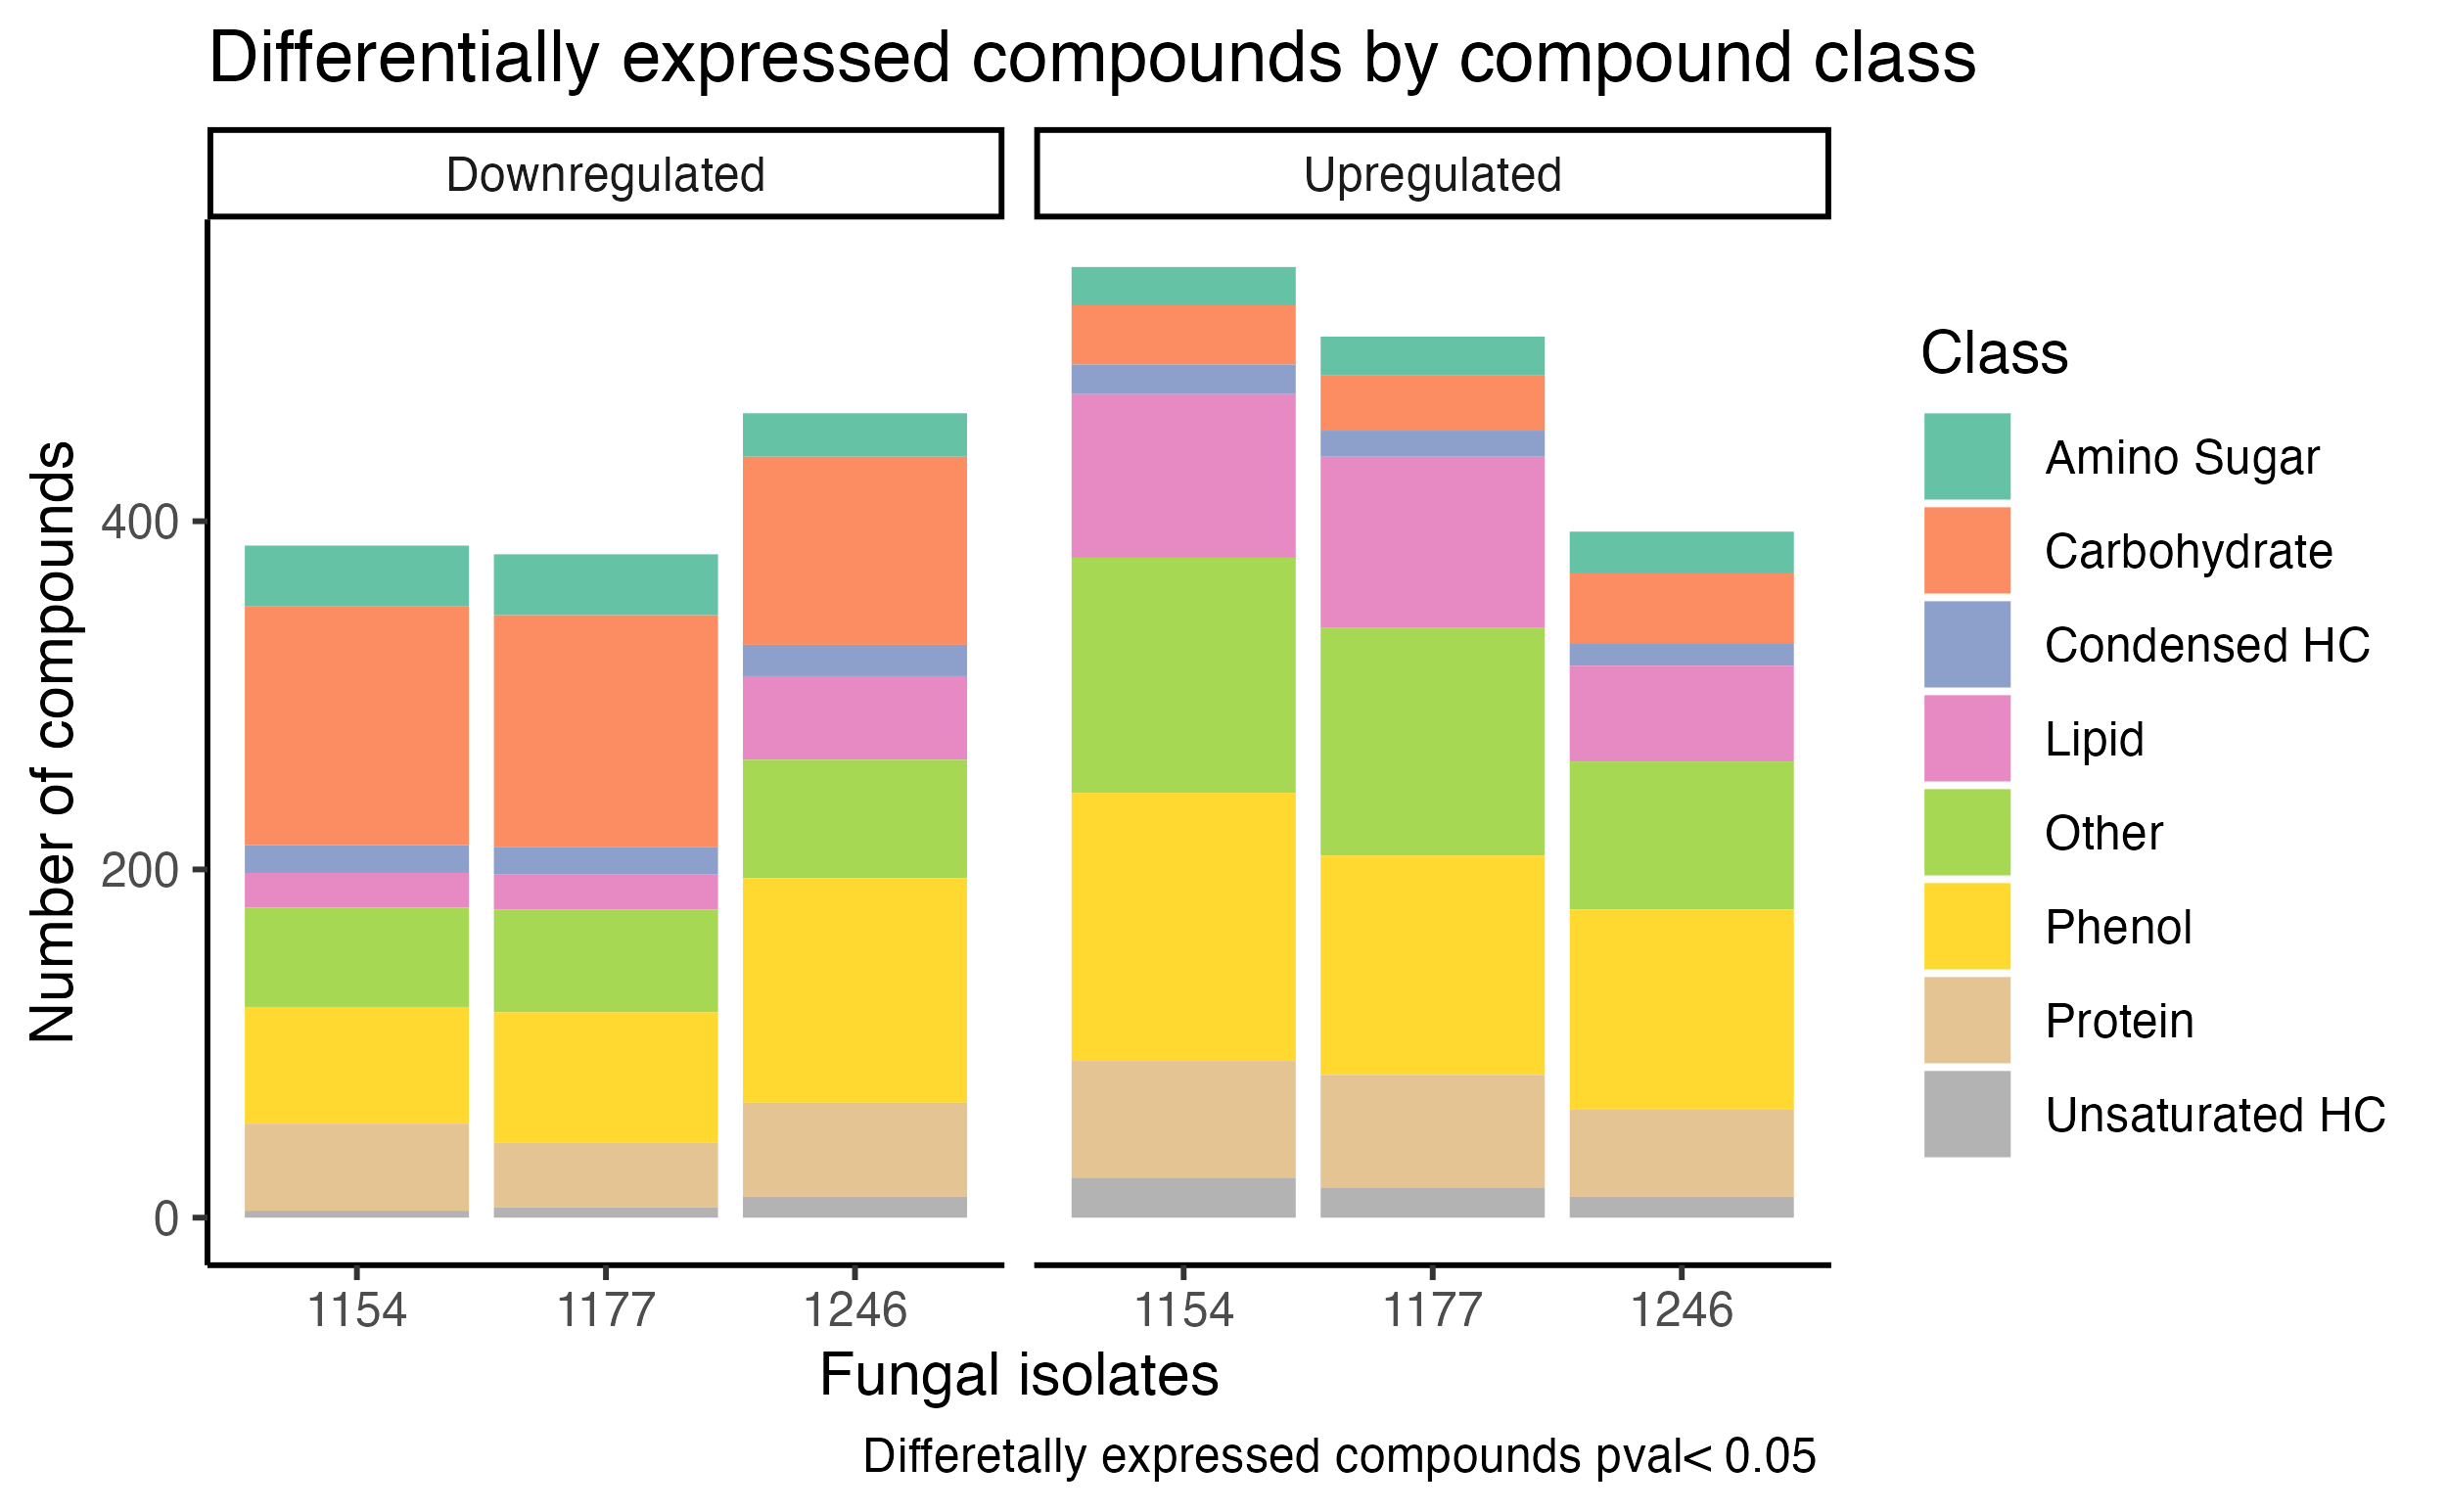 Differentially expressed compounds by compound class
Downregulated
Upregulated
Number of compounds
400
200
0
1154
1177
1246
1154
1177
1246
Fungal isolates
Differetally expressed compounds pval< 0.05
Class
Amino Sugar
Carbohydrate
Condensed HC
Lipid
Other
Phenol
Protein
Unsaturated HC